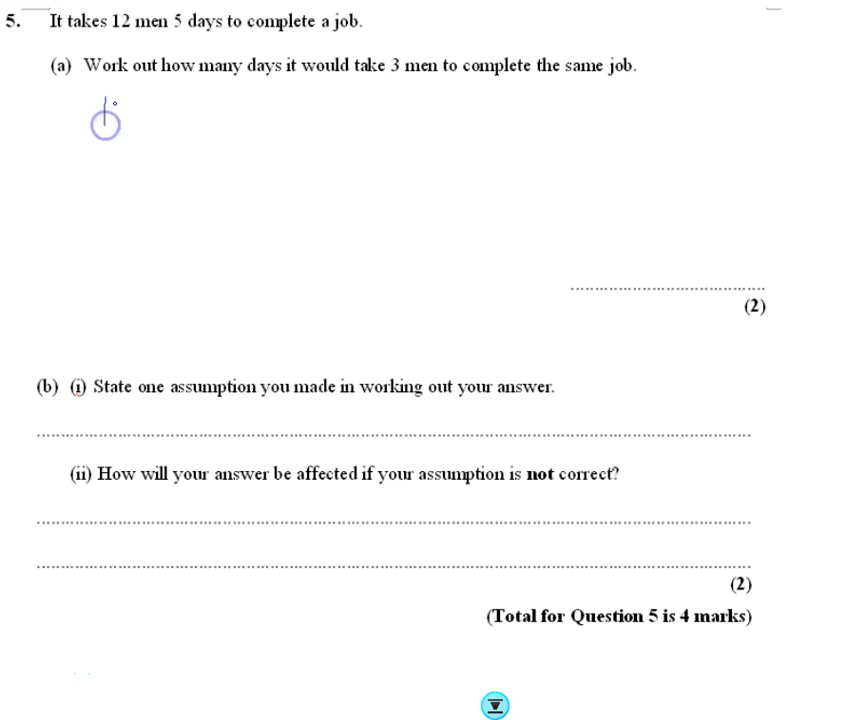 5. It takes 12 men 5 days to complete a job.
(a) Work out how many days it would take 3 men to complete the same job.
(2)
(b) (i) State one assumption you made in working out your answer.
(ii) How will your answer be affected if your assumption is not correct?
(2)
(Total for Question 5 is 4 marks)